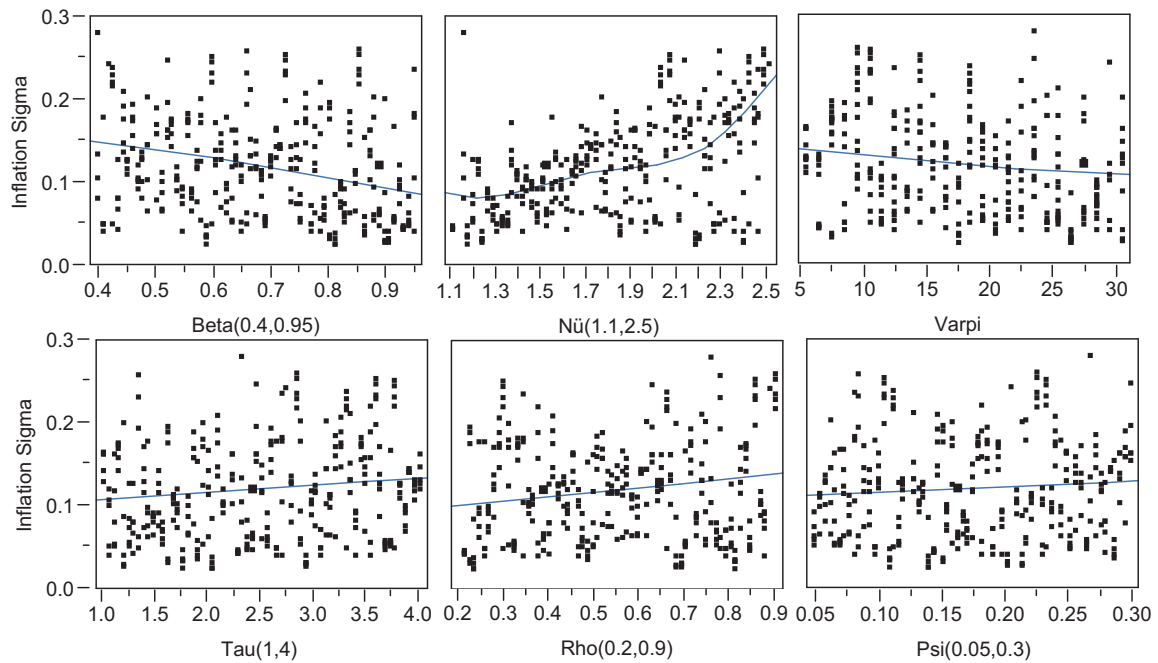 0.3
0.2
0.1
0.0
Inflation Sigma
0.4 0.5 0.6 0.7 0.8 0.9
Beta(0.4,0.95)
1.1 1.3 1.5 1.7 1.9 2.1 2.3 2.5
Nü(1.1,2.5)
5 10 15 20 25 30
Varpi
0.3
0.2
0.1
0.0
Inflation Sigma
1.0 1.5 2.0 2.5 3.0 3.5 4.0
Tau(1,4)
0.2 0.3 0.4 0.5 0.6 0.7 0.8 0.9
Rho(0.2,0.9)
0.05 0.10 0.15 0.20 0.25 0.30
Psi(0.05,0.3)